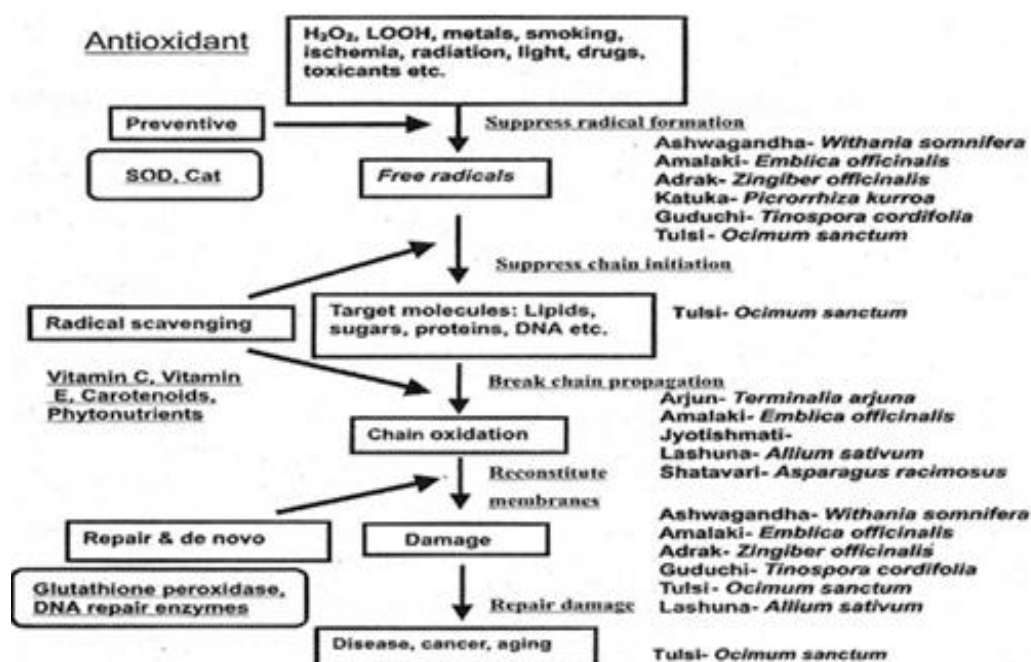 Antioxidant
H₂O₂, LOOH, metals, smoking,
ischemia, radiation, light, drugs,
toxicants etc.
Preventive
Suppress radical formation
SOD, Cat
Free radicals
Ashwagandha- Withania somnifera
Amalaki- Emblica officinalis
Adrak- Zingiber officinalis
Katuka- Picrorrhiza kurroa
Guduchi- Tinospora cordifolia
Tulsi- Ocimum sanctum
Suppress chain initiation
Radical scavenging
Target molecules: Lipids,
sugars, proteins, DNA etc.
Tulsi- Ocimum sanctum
Vitamin C, Vitamin
E, Carotenoids,
Phytonutrients
Break chain propagation
Chain oxidation
Arjun- Terminalia arjuna
Amalaki- Emblica officinalis
Jyotishmati-
Lashuna- Allium sativum
Shatavari- Asparagus racimosus
Reconstitute
membranes
Repair & de novo
Damage
Ashwagandha- Withania somnifera
Amalaki- Emblica officinalis
Adrak- Zingiber officinalis
Guduchi- Tinospora cordifolia
Tulsi- Ocimum sanctum
Lashuna- Allium sativum
Glutathione peroxidase,
DNA repair enzymes
Repair damage
Disease, cancer, aging
Tulsi- Ocimum sanctum